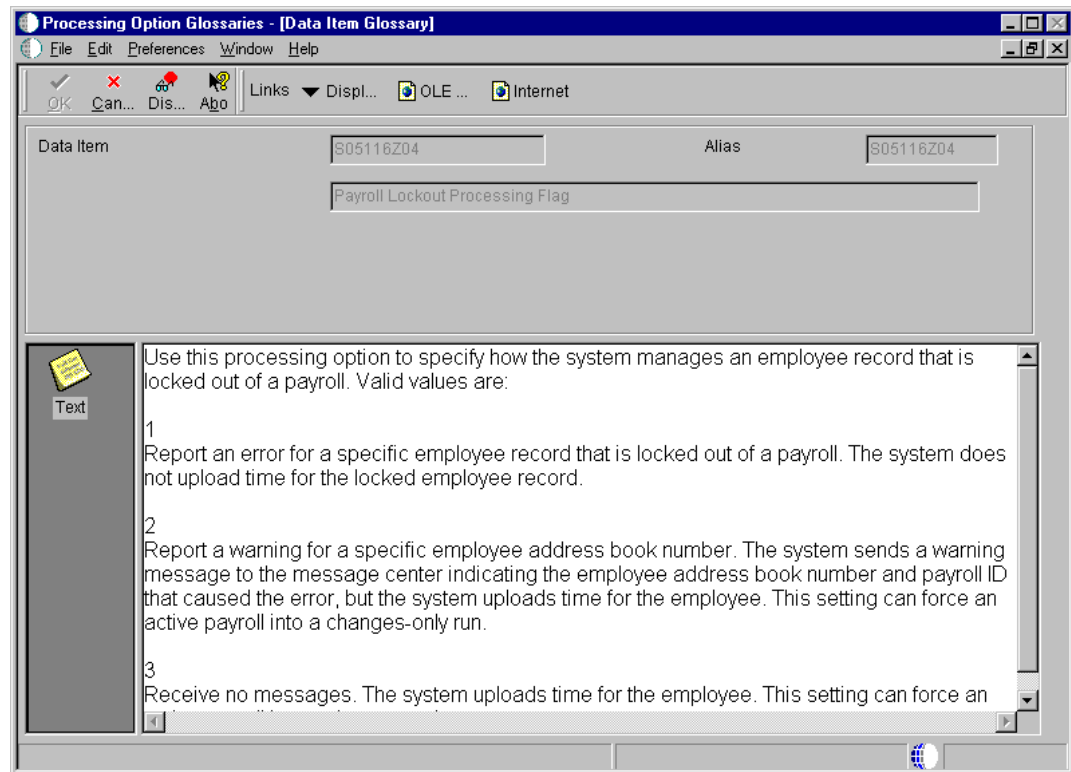 Processing Option Glossaries - [Data Item Glossary]
File Edit Preferences Window Help
OK Can... Dis... Abo Links Displ... OLE ... Internet
Data Item S05116Z04 Alias S05116Z04
Payroll Lockout Processing Flag
Text
Use this processing option to specify how the system manages an employee record that is
locked out of a payroll. Valid values are:
1
Report an error for a specific employee record that is locked out of a payroll. The system does
not upload time for the locked employee record.
2
Report a warning for a specific employee address book number. The system sends a warning
message to the message center indicating the employee address book number and payroll ID
that caused the error, but the system uploads time for the employee. This setting can force an
active payroll into a changes-only run.
3
Receive no messages. The system uploads time for the employee. This setting can force an